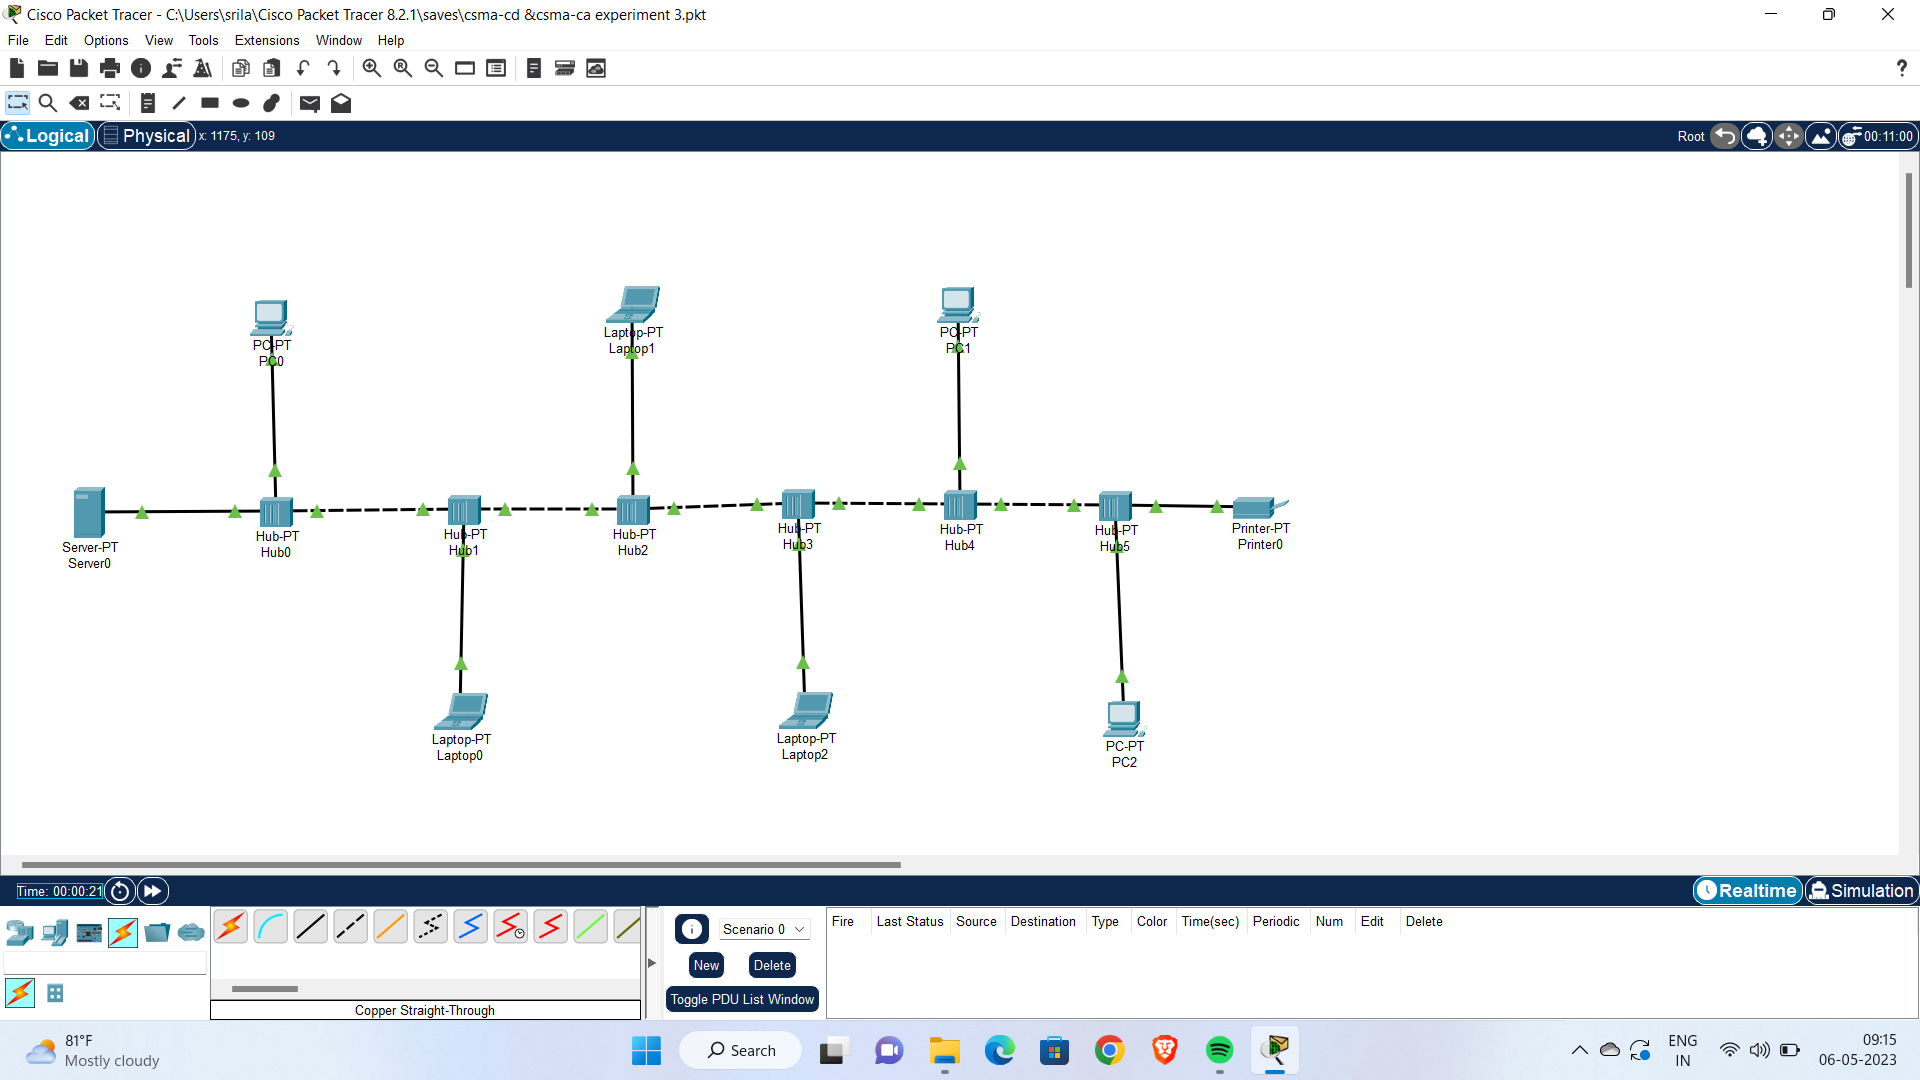 Cisco Packet Tracer - C:\Users\srila\Cisco Packet Tracer 8.2.1\saves\csma-cd &csma-ca experiment 3.pkt
File Edit Options View Tools Extensions Window Help
?
Logical Physical x: 1175, y: 109 Root 00:11:00
PC-PT
PC0
Laptop-PT
Laptop1
PC-PT
PC1
Server-PT
Server0
Hub-PT
Hub0
Hub-PT
Hub1
Hub-PT
Hub2
Hub-PT
Hub3
Hub-PT
Hub4
Hub-PT
Hub5
Printer-PT
Printer0
Laptop-PT
Laptop0
Laptop-PT
Laptop2
PC-PT
PC2
Time: 00:00:21 Realtime Simulation
Scenario 0
New Delete
Toggle PDU List Window
Fire Last Status Source Destination Type Color Time(sec) Periodic Num Edit Delete
Copper Straight-Through
81°F
Mostly cloudy
Search
ENG
IN
09:15
06-05-2023